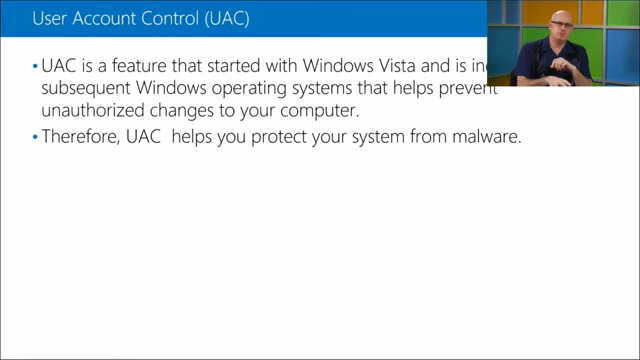 User Account Control (UAC)
• UAC is a feature that started with Windows Vista and is
subsequent Windows operating systems that helps prevent
unauthorized changes to your computer.
• Therefore, UAC  helps you protect your system from malware.